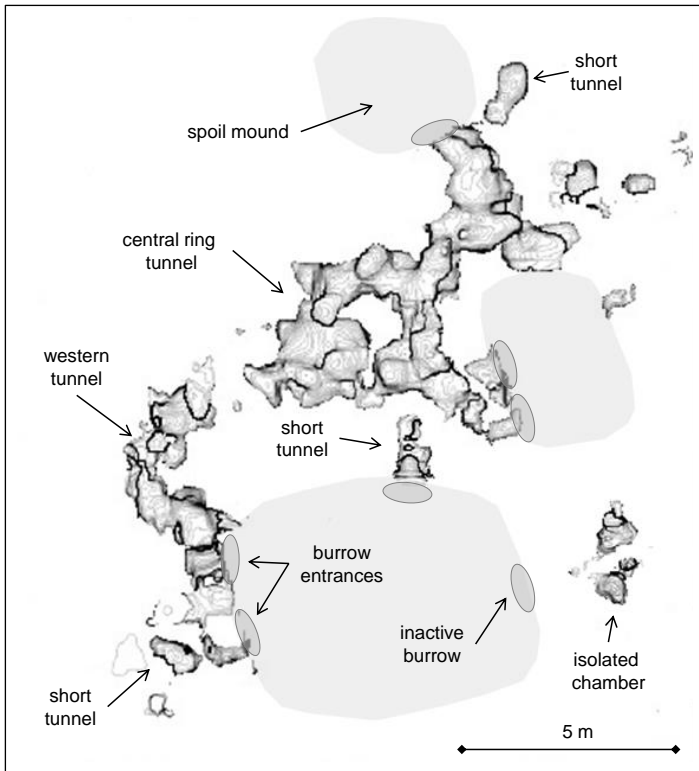 short
tunnel
spoil mound
central ring
tunnel
western
tunnel
short
tunnel
burrow
entrances
inactive
burrow
isolated
chamber
short
tunnel
5 m